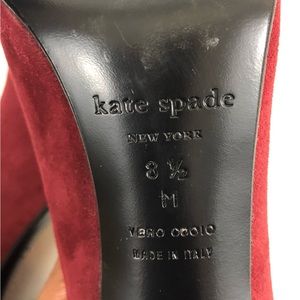 kate spade
NEW YORK
8 ½
M
VERO CUOIO
MADE IN ITALY